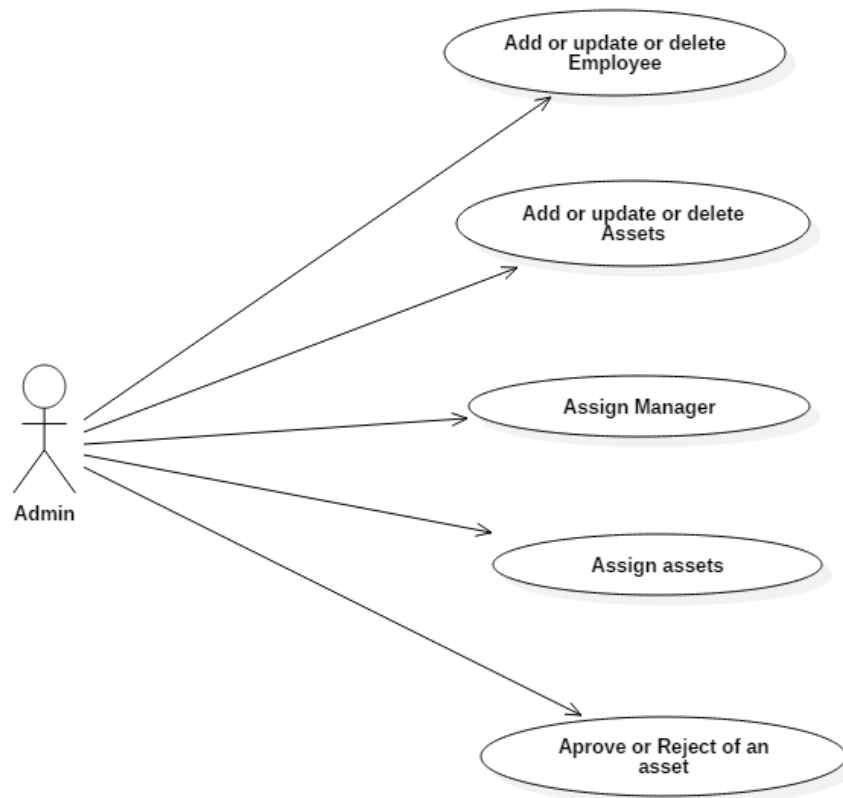 Add or update or delete
Employee
Add or update or delete
Assets
Assign Manager
Admin
Assign assets
Aprove or Reject of an
asset